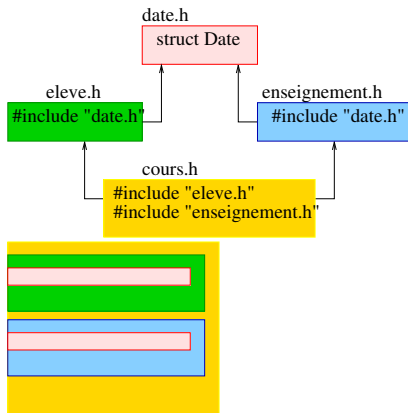 date.h
struct Date
eleve.h
#include "date.h"
enseignement.h
#include "date.h"
cours.h
#include "eleve.h"
#include "enseignement.h"